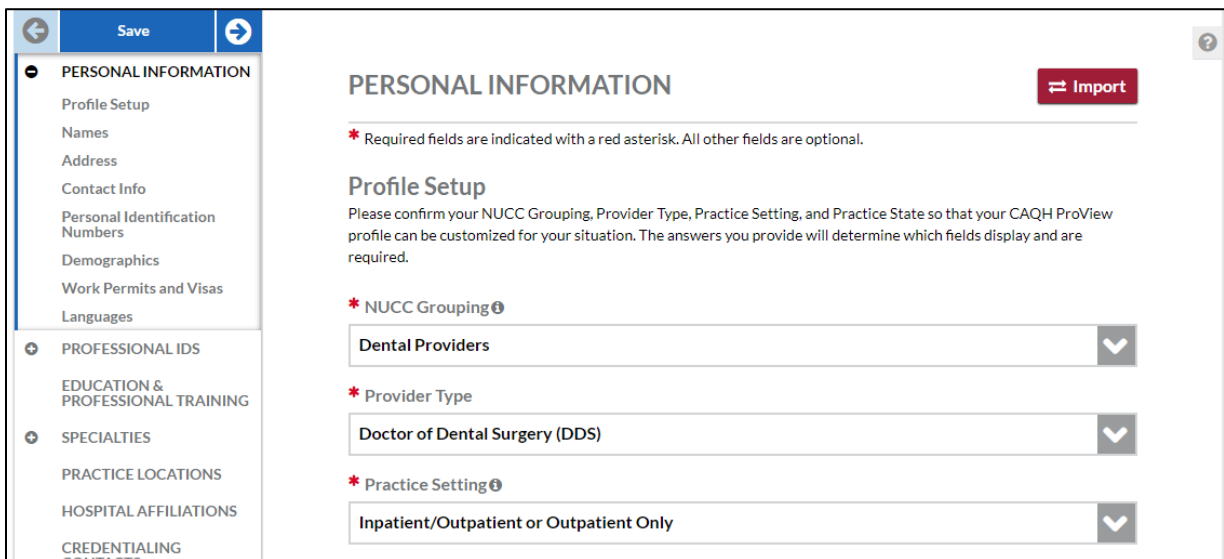 Save
PERSONAL INFORMATION
Profile Setup
Names
Address
Contact Info
Personal Identification
Numbers
Demographics
Work Permits and Visas
Languages
PROFESSIONAL IDS
EDUCATION &
PROFESSIONAL TRAINING
SPECIALTIES
PRACTICE LOCATIONS
HOSPITAL AFFILIATIONS
CREDENTIALING
CONTACTS
PERSONAL INFORMATION
Import
* Required fields are indicated with a red asterisk. All other fields are optional.
Profile Setup
Please confirm your NUCC Grouping, Provider Type, Practice Setting, and Practice State so that your CAQH ProView
profile can be customized for your situation. The answers you provide will determine which fields display and are
required.
* NUCC Grouping
Dental Providers
* Provider Type
Doctor of Dental Surgery (DDS)
* Practice Setting
Inpatient/Outpatient or Outpatient Only